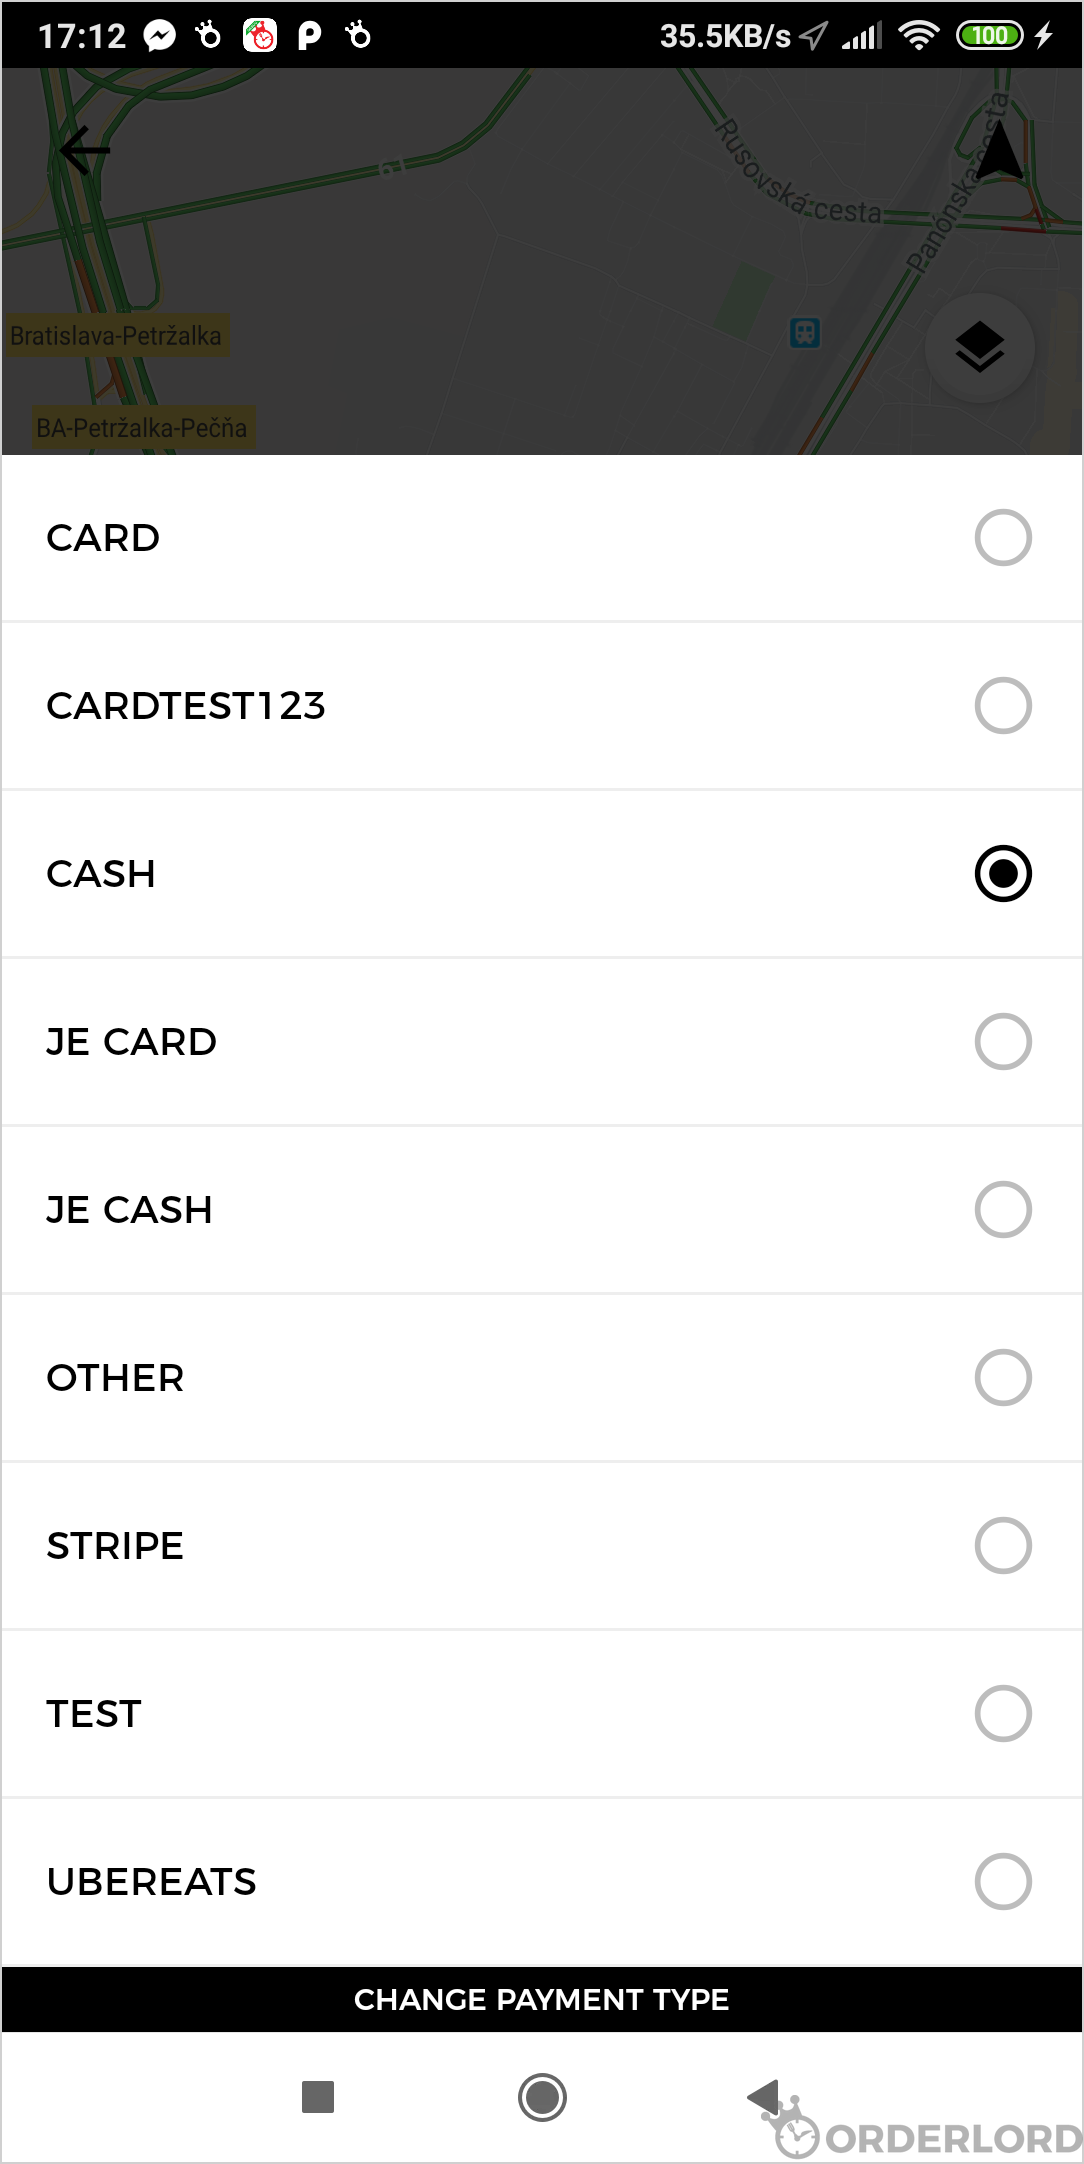 17:12 35.5KB/s 100
61
Rusovská cesta
Panónska cesta
Bratislava-Petržalka
BA-Petržalka-Pečňa
CARD
CARDTEST123
CASH
JE CARD
JE CASH
OTHER
STRIPE
TEST
UBEREATS
CHANGE PAYMENT TYPE
ORDERLORD